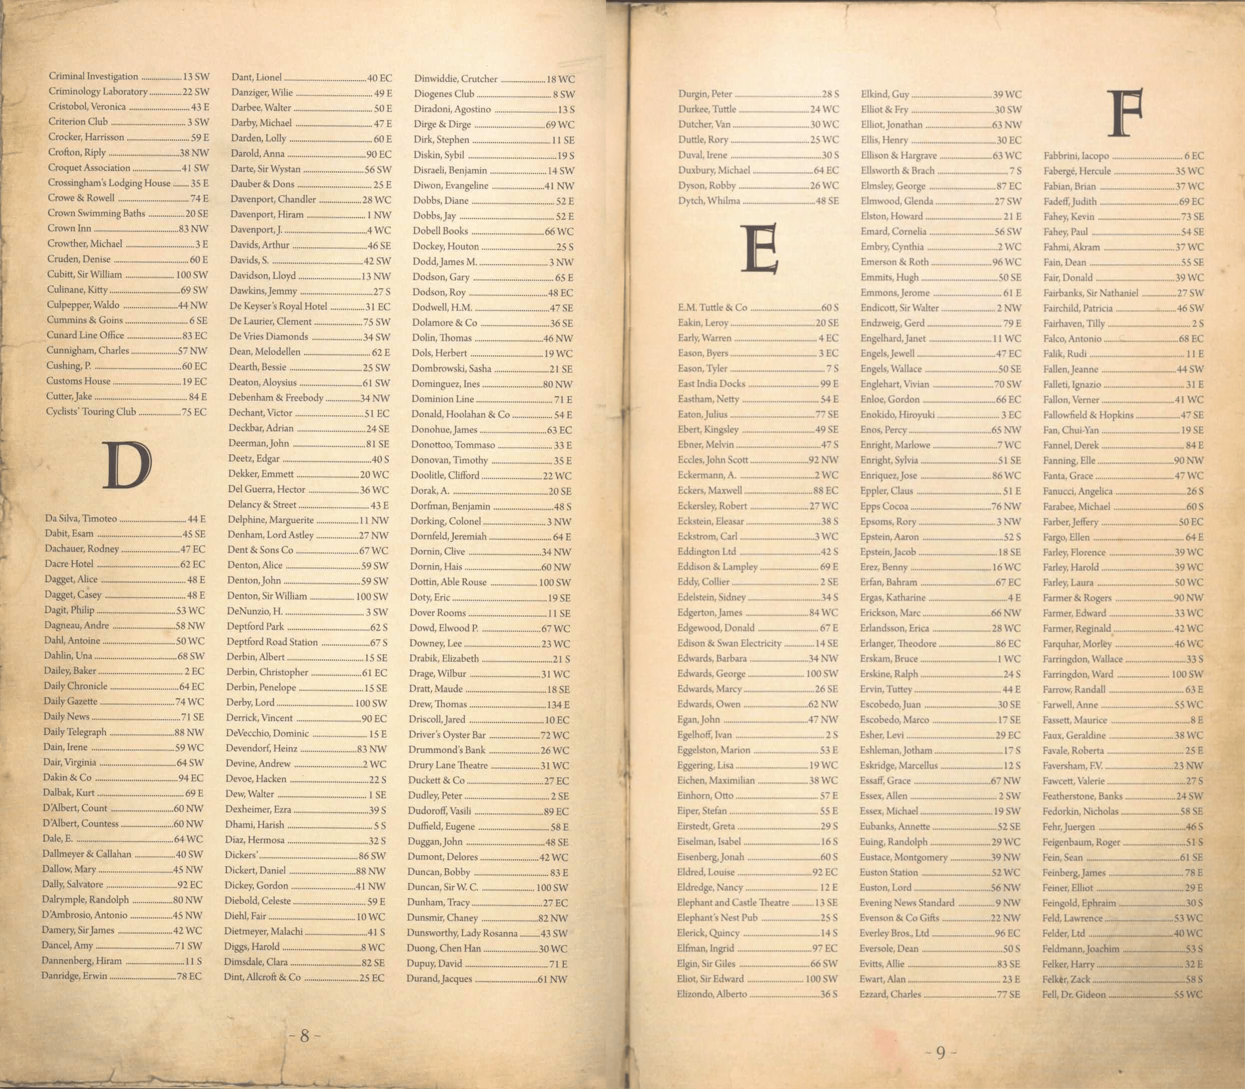 Criminal Investigation 13 SW
Criminology Laboratory 22 SW
Cristobol, Veronica 43 E
Criterion Club 3 SW
Crocker, Harrisson 59 E
Crofton, Riply 38 NW
Croquet Association 41 SW
Crossingham's Lodging House 35 E
Crowe & Rowell 74 E
Crown Swimming Baths 20 SE
Crown Inn 83 NW
Crowther, Michael 3 E
Cruden, Denise 60 E
Cubitt, Sir William 100 SW
Culinane, Kitty 69 SW
Culpepper, Waldo 44 NW
Cummins & Goins 6 SE
Cunard Line Office 83 EC
Cunnigham, Charles 57 NW
Cushing, P. 60 EC
Customs House 19 EC
Cutter, Jake 84 E
Cyclists' Touring Club 75 EC
D
Da Silva, Timoteo 44 E
Dabit, Esam 45 SE
Dachauer, Rodney 47 EC
Dacre Hotel 62 EC
Dagget, Alice 48 E
Dagget, Casey 48 E
Dagit, Philip 53 WC
Dagneau, Andre 58 NW
Dahl, Antoine 50 WC
Dahlin, Una 68 SW
Dailey, Baker 2 EC
Daily Chronicle 64 EC
Daily Gazette 74 WC
Daily News 71 SE
Daily Telegraph 88 NW
Dain, Irene 59 WC
Dair, Virginia 64 SW
Dakin & Co 94 EC
Dalbak, Kurt 69 E
D'Albert, Count 60 NW
D'Albert, Countess 60 NW
Dale, E. 64 WC
Dallmeyer & Callahan 40 SW
Dallow, Mary 45 NW
Dally, Salvatore 92 EC
Dalrymple, Randolph 80 NW
D'Ambrosio, Antonio 45 NW
Damery, Sir James 42 WC
Dancel, Amy 71 SW
Dannenberg, Hiram 11 S
Danridge, Erwin 78 EC
Dant, Lionel 40 EC
Danziger, Wilie 49 E
Darbee, Walter 50 E
Darby, Michael 47 E
Darden, Lolly 60 E
Darold, Anna 90 EC
Darte, Sir Wystan 56 SW
Dauber & Dons 25 E
Davenport, Chandler 28 WC
Davenport, Hiram 1 NW
Davenport, J. 4 WC
Davids, Arthur 46 SE
Davids, S. 42 SW
Davidson, Lloyd 13 NW
Dawkins, Jemmy 27 S
De Keyser's Royal Hotel 31 EC
De Laurier, Clement 75 SW
De Vries Diamonds 34 SW
Dean, Melodellen 62 E
Dearth, Bessie 25 SW
Deaton, Aloysius 61 SW
Debenham & Freebody 34 NW
Dechant, Victor 51 EC
Deckbar, Adrian 24 SE
Deerman, John 81 SE
Deetz, Edgar 40 S
Dekker, Emmett 20 WC
Del Guerra, Hector 36 WC
Delancy & Street 43 E
Delphine, Marguerite 11 NW
Denham, Lord Astley 27 NW
Dent & Sons Co 67 WC
Denton, Alice 59 SW
Denton, John 59 SW
Denton, Sir William 100 SW
DeNunzio, H. 3 SW
Deptford Park 62 S
Deptford Road Station 67 S
Derbin, Albert 15 SE
Derbin, Christopher 61 EC
Derbin, Penelope 15 SE
Derby, Lord 100 SW
Derrick, Vincent 90 EC
DeVecchio, Dominic 15 E
Devendorf, Heinz 83 NW
Devine, Andrew 2 WC
Devoe, Hacken 22 S
Dew, Walter 1 SE
Dexheimer, Ezra 39 S
Dhami, Harish 5 S
Diaz, Hermosa 32 S
Dickers' 86 SW
Dickert, Daniel 88 NW
Dickey, Gordon 41 NW
Diebold, Celeste 59 E
Diehl, Fair 10 WC
Dietmeyer, Malachi 41 S
Diggs, Harold 8 WC
Dimsdale, Clara 82 SE
Dint, Allcroft & Co 25 EC
Dinwiddie, Crutcher 18 WC
Diogenes Club 8 SW
Diradoni, Agostino 13 S
Dirge & Dirge 69 WC
Dirk, Stephen 11 SE
Diskin, Sybil 19 S
Disraeli, Benjamin 14 SW
Diwon, Evangeline 41 NW
Dobbs, Diane 52 E
Dobbs, Jay 52 E
Dobell Books 66 WC
Dockey, Houton 25 S
Dodd, James M. 3 NW
Dodson, Gary 65 E
Dodson, Roy 48 EC
Dodwell, H.M. 47 SE
Dolamore & Co 36 SE
Dolin, Thomas 46 NW
Dols, Herbert 19 WC
Dombrowski, Sasha 21 SE
Dominguez, Ines 80 NW
Dominion Line 71 E
Donald, Hoolahan & Co 54 E
Donohue, James 63 EC
Donottoo, Tommaso 33 E
Donovan, Timothy 35 E
Doolitle, Clifford 22 WC
Dorak, A. 20 SE
Dorfman, Benjamin 48 S
Dorking, Colonel 3 NW
Dornfeld, Jeremiah 64 E
Dornin, Clive 34 NW
Dornin, Hais 60 NW
Dottin, Able Rouse 100 SW
Doty, Eric 19 SE
Dover Rooms 11 SE
Dowd, Elwood P. 67 WC
Downey, Lee 23 WC
Drabik, Elizabeth 21 S
Drage, Wilbur 31 WC
Dratt, Maude 18 SE
Drew, Thomas 134 E
Driscoll, Jared 10 EC
Driver's Oyster Bar 72 WC
Drummond's Bank 26 WC
Drury Lane Theatre 31 WC
Duckett & Co 27 EC
Dudley, Peter 2 SE
Dudoroff, Vasili 89 EC
Duffield, Eugene 58 E
Duggan, John 48 SE
Dumont, Delores 42 WC
Duncan, Bobby 83 E
Duncan, Sir W. C. 100 SW
Dunham, Tracy 27 EC
Dunsmir, Chaney 82 NW
Dunsworthy, Lady Rosanna 43 SW
Duong, Chen Han 30 WC
Dupuy, David 71 E
Durand, Jacques 61 NW
- 8 -
Durgin, Peter 28 S
Durkee, Tuttle 24 WC
Dutcher, Van 30 WC
Duttle, Rory 25 WC
Duval, Irene 30 S
Duxbury, Michael 64 EC
Dyson, Robby 26 WC
Dytch, Whilma 48 SE
E
E.M. Tuttle & Co 60 S
Eakin, Leroy 20 SE
Early, Warren 4 EC
Eason, Byers 3 EC
Eason, Tyler 7 S
East India Docks 99 E
Eastham, Netty 54 E
Eaton, Julius 77 SE
Ebert, Kingsley 49 SE
Ebner, Melvin 47 S
Eccles, John Scott 92 NW
Eckermann, A. 2 WC
Eckers, Maxwell 88 EC
Eckersley, Robert 27 WC
Eckstein, Eleasar 38 S
Eckstrom, Carl 3 WC
Eddington Ltd 42 S
Eddison & Lampley 69 E
Eddy, Collier 2 SE
Edelstein, Sidney 34 S
Edgerton, James 84 WC
Edgewood, Donald 67 E
Edison & Swan Electricity 14 SE
Edwards, Barbara 34 NW
Edwards, George 100 SW
Edwards, Marcy 26 SE
Edwards, Owen 62 NW
Egan, John 47 NW
Egelhoff, Ivan 2 S
Eggelston, Marion 53 E
Eggering, Lisa 19 WC
Eichen, Maximilian 38 WC
Einhorn, Otto 57 E
Eiper, Stefan 55 E
Eirstedt, Greta 29 S
Eiselman, Isabel 16 S
Eisenberg, Jonah 60 S
Eldred, Louise 92 EC
Eldredge, Nancy 12 E
Elephant and Castle Theatre 13 SE
Elephant's Nest Pub 25 S
Elerick, Quincy 14 S
Elfman, Ingrid 97 EC
Elgin, Sir Giles 66 SW
Eliot, Sir Edward 100 SW
Elizondo, Alberto 36 S
Elkind, Guy 39 WC
Elliot & Fry 30 SW
Elliot, Jonathan 63 NW
Ellis, Henry 30 EC
Ellison & Hargrave 63 WC
Ellsworth & Brach 7 S
Elmsley, George 87 EC
Elmwood, Glenda 27 SW
Elston, Howard 21 E
Emard, Cornelia 56 SW
Embry, Cynthia 2 WC
Emerson & Roth 96 WC
Emmits, Hugh 50 SE
Emmons, Jerome 61 E
Endicott, Sir Walter 2 NW
Endzweig, Gerd 79 E
Engelhard, Janet 11 WC
Engels, Jewell 47 EC
Engels, Wallace 50 SE
Englehart, Vivian 70 SW
Enloe, Gordon 66 EC
Enokido, Hiroyuki 3 EC
Enos, Percy 65 NW
Enright, Marlowe 7 WC
Enright, Sylvia 51 SE
Enriquez, Jose 86 WC
Eppler, Claus 51 E
Epps Cocoa 76 NW
Epsoms, Rory 3 NW
Epstein, Aaron 52 S
Epstein, Jacob 18 SE
Erez, Benny 16 WC
Erfan, Bahram 67 EC
Ergas, Katharine 4 E
Erickson, Marc 66 NW
Erlandsson, Erica 28 WC
Erlanger, Theodore 86 EC
Erskam, Bruce 1 WC
Erskine, Ralph 24 S
Ervin, Tuttey 44 E
Escobedo, Juan 30 SE
Escobedo, Marco 17 SE
Esher, Levi 29 EC
Eshleman, Jotham 17 S
Eskridge, Marcellus 12 S
Essaff, Grace 67 NW
Essex, Allen 2 SW
Essex, Michael 19 SW
Eubanks, Annette 52 SE
Euing, Randolph 29 WC
Eustace, Montgomery 39 NW
Euston Station 52 WC
Euston, Lord 56 NW
Evening News Standard 9 NW
Evenson & Co Gifts 22 NW
Everley Bros., Ltd 96 EC
Eversole, Dean 50 S
Evitts, Allie 83 SE
Ewart, Alan 23 E
Ezzard, Charles 77 SE
F
Fabbrini, Iacopo 6 EC
Fabergé, Hercule 35 WC
Fabian, Brian 37 WC
Fadeff, Judith 69 EC
Fahey, Kevin 73 SE
Fahey, Paul 54 SE
Fahmi, Akram 37 WC
Fain, Dean 55 SE
Fair, Donald 39 WC
Fairbanks, Sir Nathaniel 27 SW
Fairchild, Patricia 46 SW
Fairhaven, Tilly 2 S
Falco, Antonio 68 EC
Falik, Rudi 11 E
Fallen, Jeanne 44 SW
Falleti, Ignazio 31 E
Fallon, Verner 41 WC
Fallowfield & Hopkins 47 SE
Fan, Chui-Yan 19 SE
Fannel, Derek 84 E
Fanning, Elle 90 NW
Fanta, Grace 47 WC
Fanucci, Angelica 26 S
Farabee, Michael 60 S
Farber, Jeffery 50 EC
Fargo, Ellen 64 E
Farley, Florence 39 WC
Farley, Harold 39 WC
Farley, Laura 50 WC
Farmer & Rogers 90 NW
Farmer, Edward 33 WC
Farmer, Reginald 42 WC
Farquhar, Morley 46 WC
Farringdon, Wallace 33 S
Farringdon, Ward 100 SW
Farrow, Randall 63 E
Farwell, Anne 55 WC
Fassett, Maurice 8 E
Faux, Geraldine 38 WC
Favale, Roberta 25 E
Faversham, F.V. 23 NW
Fawcett, Valerie 27 S
Featherstone, Banks 24 SW
Fedorkin, Nicholas 58 SE
Fehr, Juergen 46 S
Feigenbaum, Roger 51 S
Fein, Sean 61 SE
Feinberg, James 78 E
Feiner, Elliot 29 E
Feingold, Ephraim 30 S
Feld, Lawrence 53 WC
Felder, Ltd 40 WC
Feldmann, Joachim 53 S
Felker, Harry 32 E
Felker, Zack 58 S
Fell, Dr. Gideon 55 WC
- 9 -